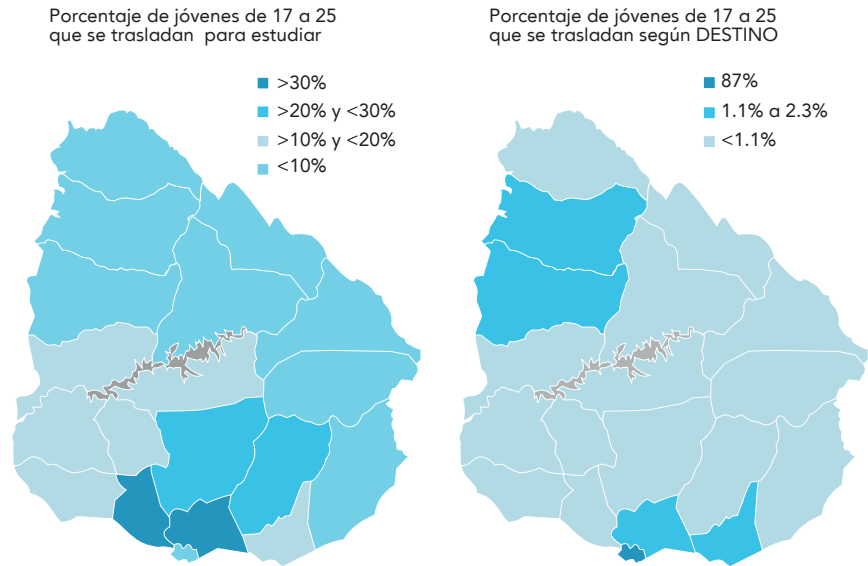 Porcentaje de jóvenes de 17 a 25
que se trasladan  para estudiar
>30%
>20% y <30%
>10% y <20%
<10%
Porcentaje de jóvenes de 17 a 25
que se trasladan según DESTINO
87%
1.1% a 2.3%
<1.1%